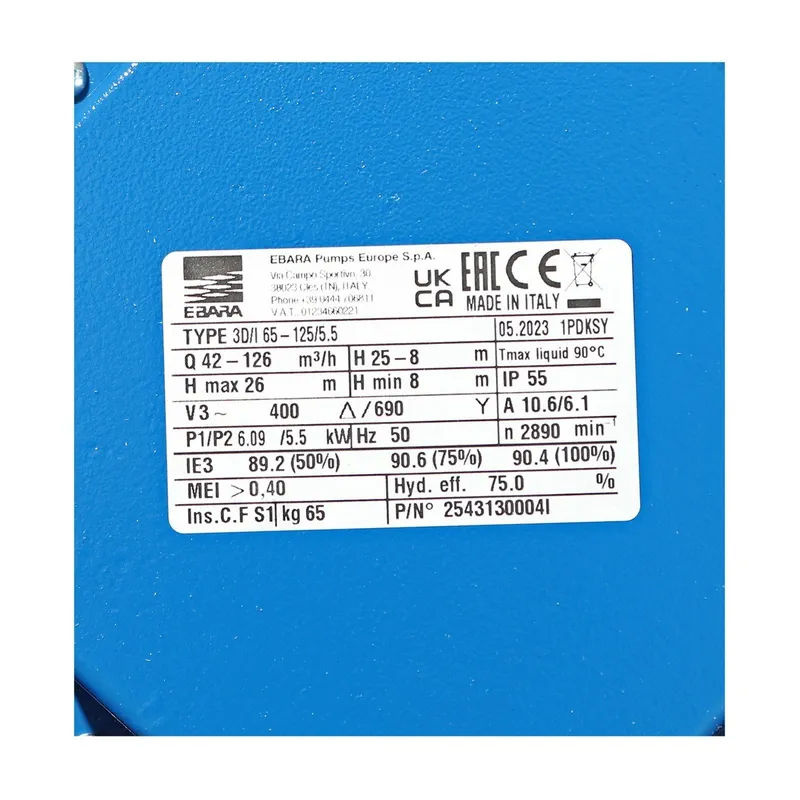 EBARA
EBARA Pumps Europe S.p.A.
Via Campo Sportivo, 30
38023 Cles (TN), ITALY
Phone +39 0444 706811
V.A.T. 01234660221
UK
CA
EAC CE
MADE IN ITALY
TYPE 3D/I 65-125/5.5 05.2023 1PDKSY
Q 42-126 m³/h H 25-8 m Tmax liquid 90°C
H max 26 m H min 8 m IP 55
V3~ 400 Δ/690 Y A 10.6/6.1
P1/P2 6.09 /5.5 kW Hz 50 n 2890 min⁻¹
IE3 89.2 (50%) 90.6 (75%) 90.4 (100%)
MEI >0,40 Hyd. eff. 75.0 %
Ins.C.F S1 kg 65 P/N° 2543130004I